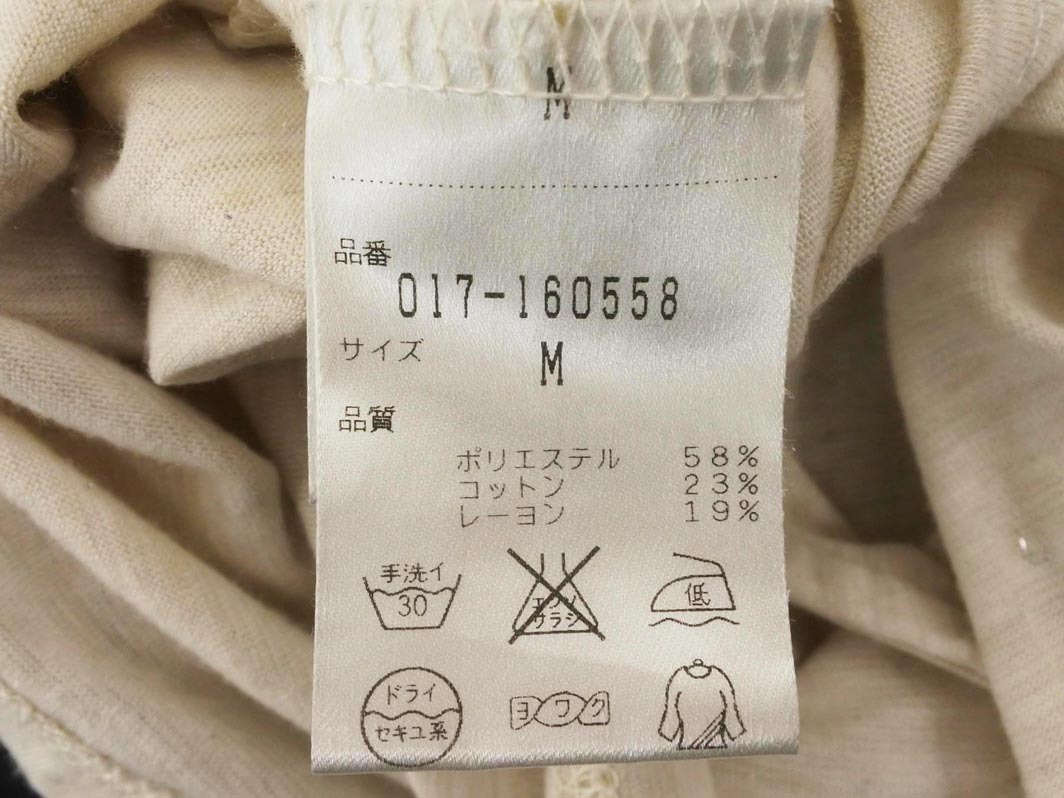 M
品番
017-160558
サイズ
M
品質
ポリエステル 58%
コットン 23%
レーヨン 19%
手洗イ
30
エンソ
サラシ
低
ドライ
セキユ系
ヨワク